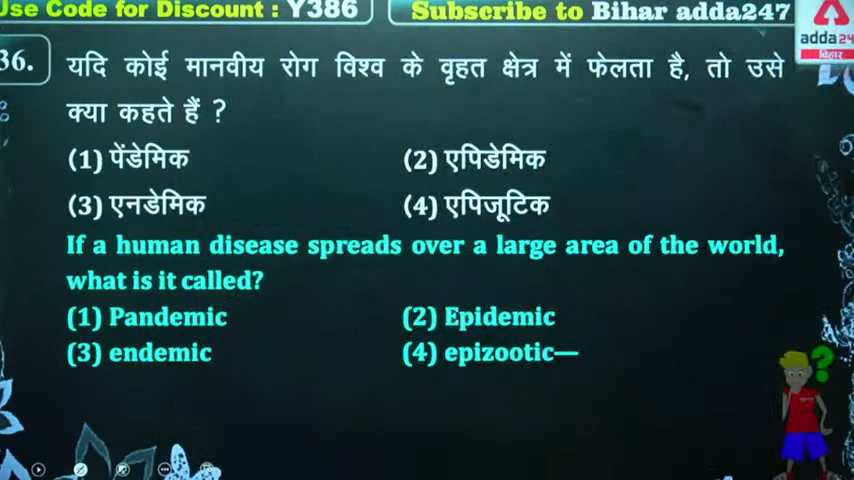 Use Code for Discount : Y386
Subscribe to Bihar adda247
adda24
बिहार
36. यदि कोई मानवीय रोग विश्व के वृहत क्षेत्र में फेलता है, तो उसे
क्या कहते हैं ?
(1) पेंडेमिक (2) एपिडेमिक
(3) एनडेमिक (4) एपिजूटिक
If a human disease spreads over a large area of the world,
what is it called?
(1) Pandemic (2) Epidemic
(3) endemic (4) epizootic—